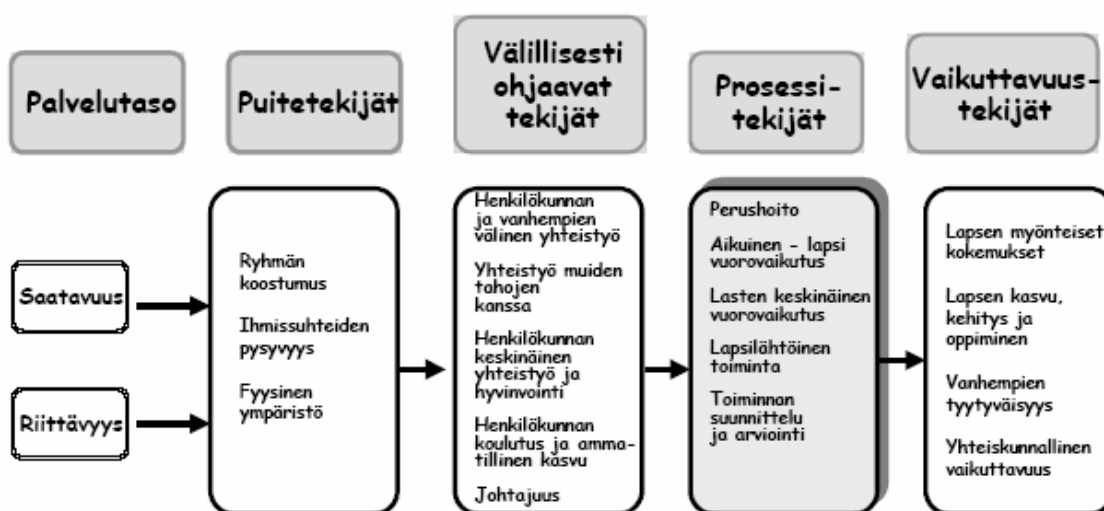 Palvelutaso
Puitetekijät
Välillisesti
ohjaavat
tekijät
Prosessi-
tekijät
Vaikuttavuus-
tekijät
Saatavuus
Riittävyys
Ryhmän
koostumus
Ihmissuhteiden
pysyvyys
Fyysinen
ympäristö
Henkilökunnan
ja vanhempien
välinen yhteistyö
Yhteistyö muiden
tahojen
kanssa
Henkilökunnan
keskinäinen
yhteistyö ja
hyvinvointi
Henkilökunnan
koulutus ja amma-
tillinen kasvu
Johtajuus
Perushoito
Aikuinen - lapsi
vuorovaikutus
Lasten keskinäinen
vuorovaikutus
Lapsilähtöinen
toiminta
Toiminnan
suunnittelu
ja arviointi
Lapsen myönteiset
kokemukset
Lapsen kasvu,
kehitys ja
oppiminen
Vanhempien
tyytyväisyys
Yhteiskunnallinen
vaikuttavuus